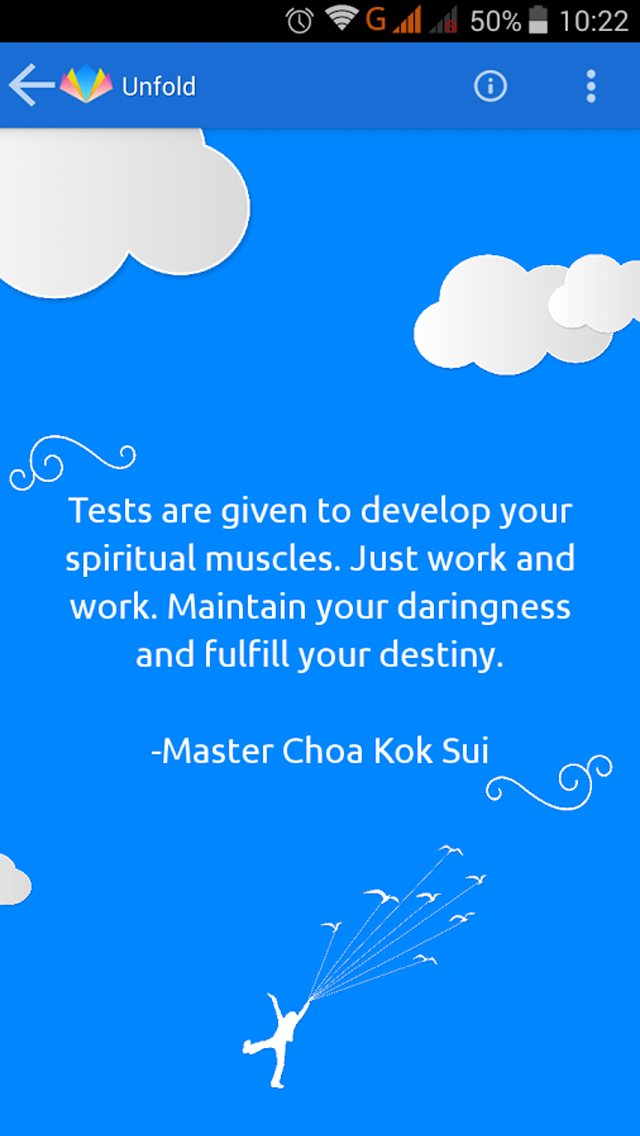 G 50% 10:22
Unfold
Tests are given to develop your
spiritual muscles. Just work and
work. Maintain your daringness
and fulfill your destiny.
-Master Choa Kok Sui